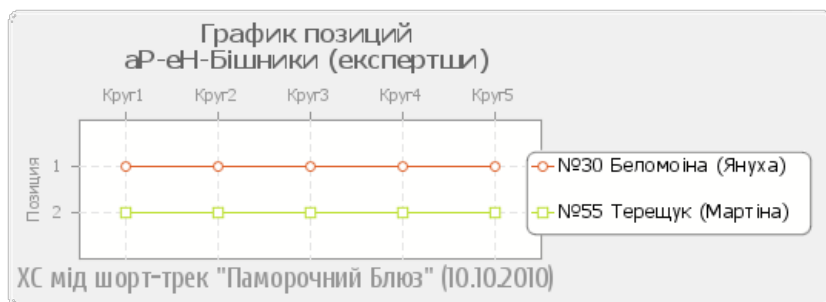 График позиций
аР-еН-Бішники (експертши)
Круг1 Круг2 Круг3 Круг4 Круг5
Позиция
1
2
№30 Беломоіна (Януха)
№55 Терещук (Мартіна)
ХС мід шорт-трек "Паморочний Блюз" (10.10.2010)